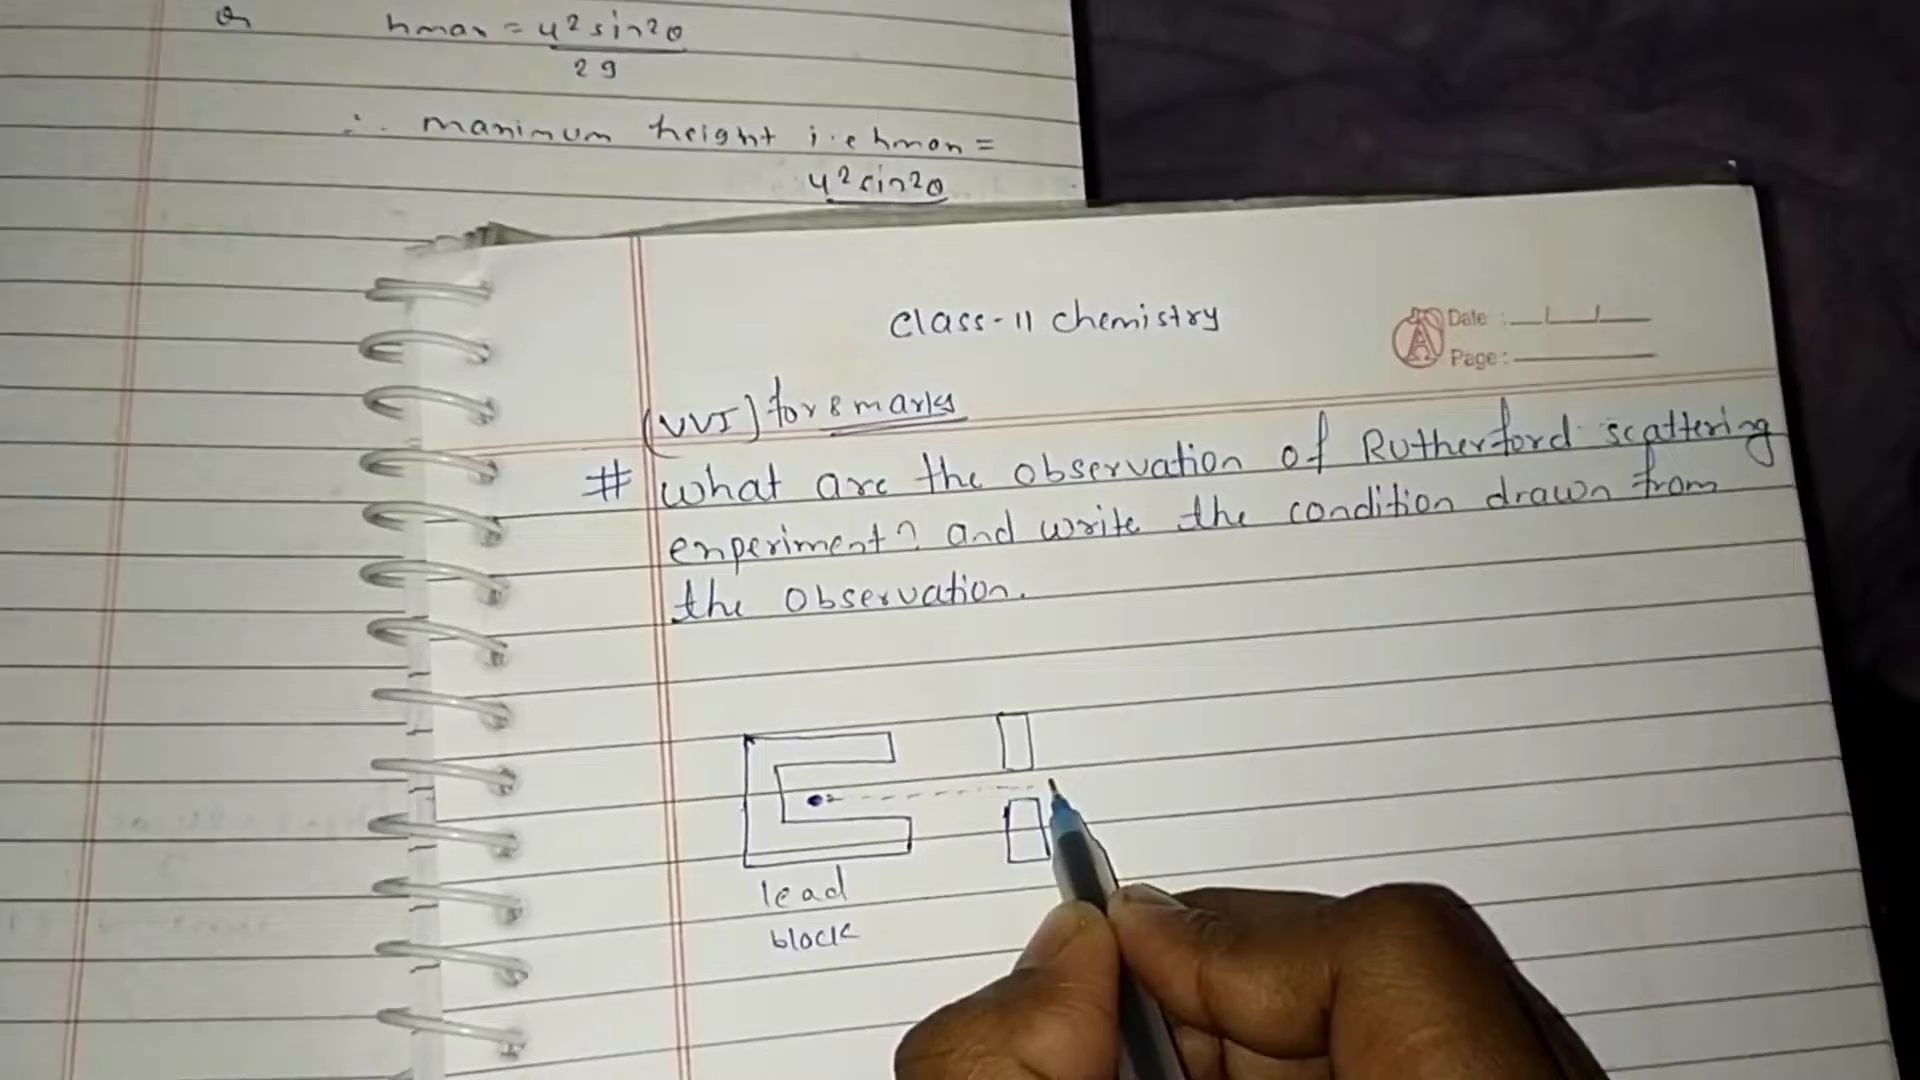 or hmax = u²sin²θ
2g
∴ maximum height i.e hmax =
u²sin²θ
class-11 chemistry
Date :
Page :
(VVI) for 8 marks
# what are the observation of Rutherford scattering
experiment? and write the condition drawn from
the observation.
lead
block